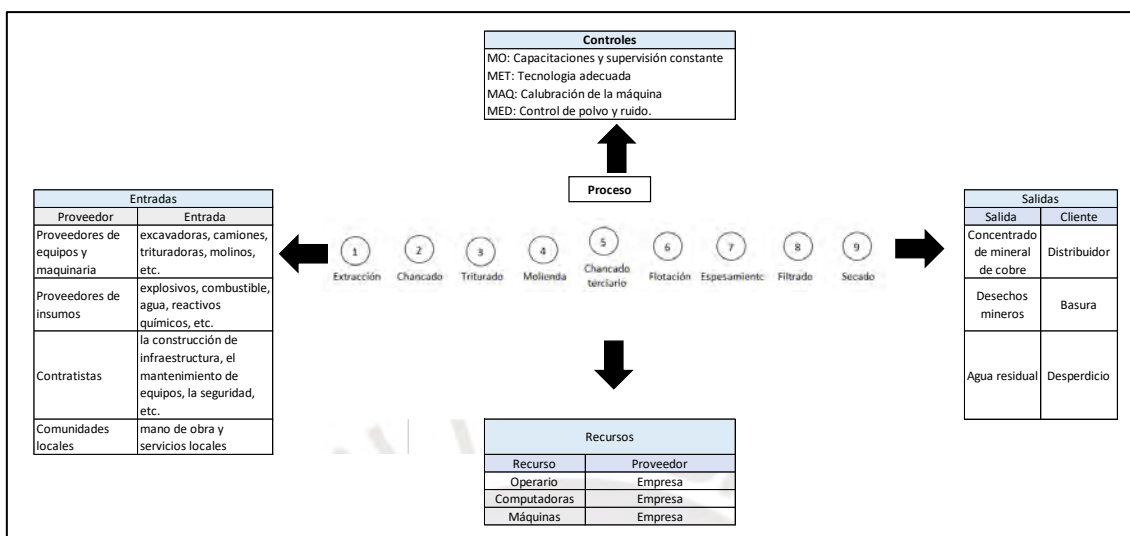 Controles
MO: Capacitaciones y supervisión constante
MET: Tecnologia adecuada
MAQ: Calubración de la máquina
MED: Control de polvo y ruido.
Proceso
Entradas
Proveedor Entrada
Proveedores de
equipos y
maquinaria
excavadoras, camiones,
trituradoras, molinos,
etc.
Proveedores de
insumos
explosivos, combustible,
agua, reactivos
químicos, etc.
Contratistas
la construcción de
infraestructura, el
mantenimiento de
equipos, la seguridad,
etc.
Comunidades
locales
mano de obra y
servicios locales
1
Extracción
2
Chancado
3
Triturado
4
Molienda
5
Chancado
terciario
6
Flotación
7
Espesamiento
8
Filtrado
9
Secado
Salidas
Salida Cliente
Concentrado
de mineral
de cobre
Distribuidor
Desechos
mineros
Basura
Agua residual Desperdicio
Recursos
Recurso Proveedor
Operario Empresa
Computadoras Empresa
Máquinas Empresa